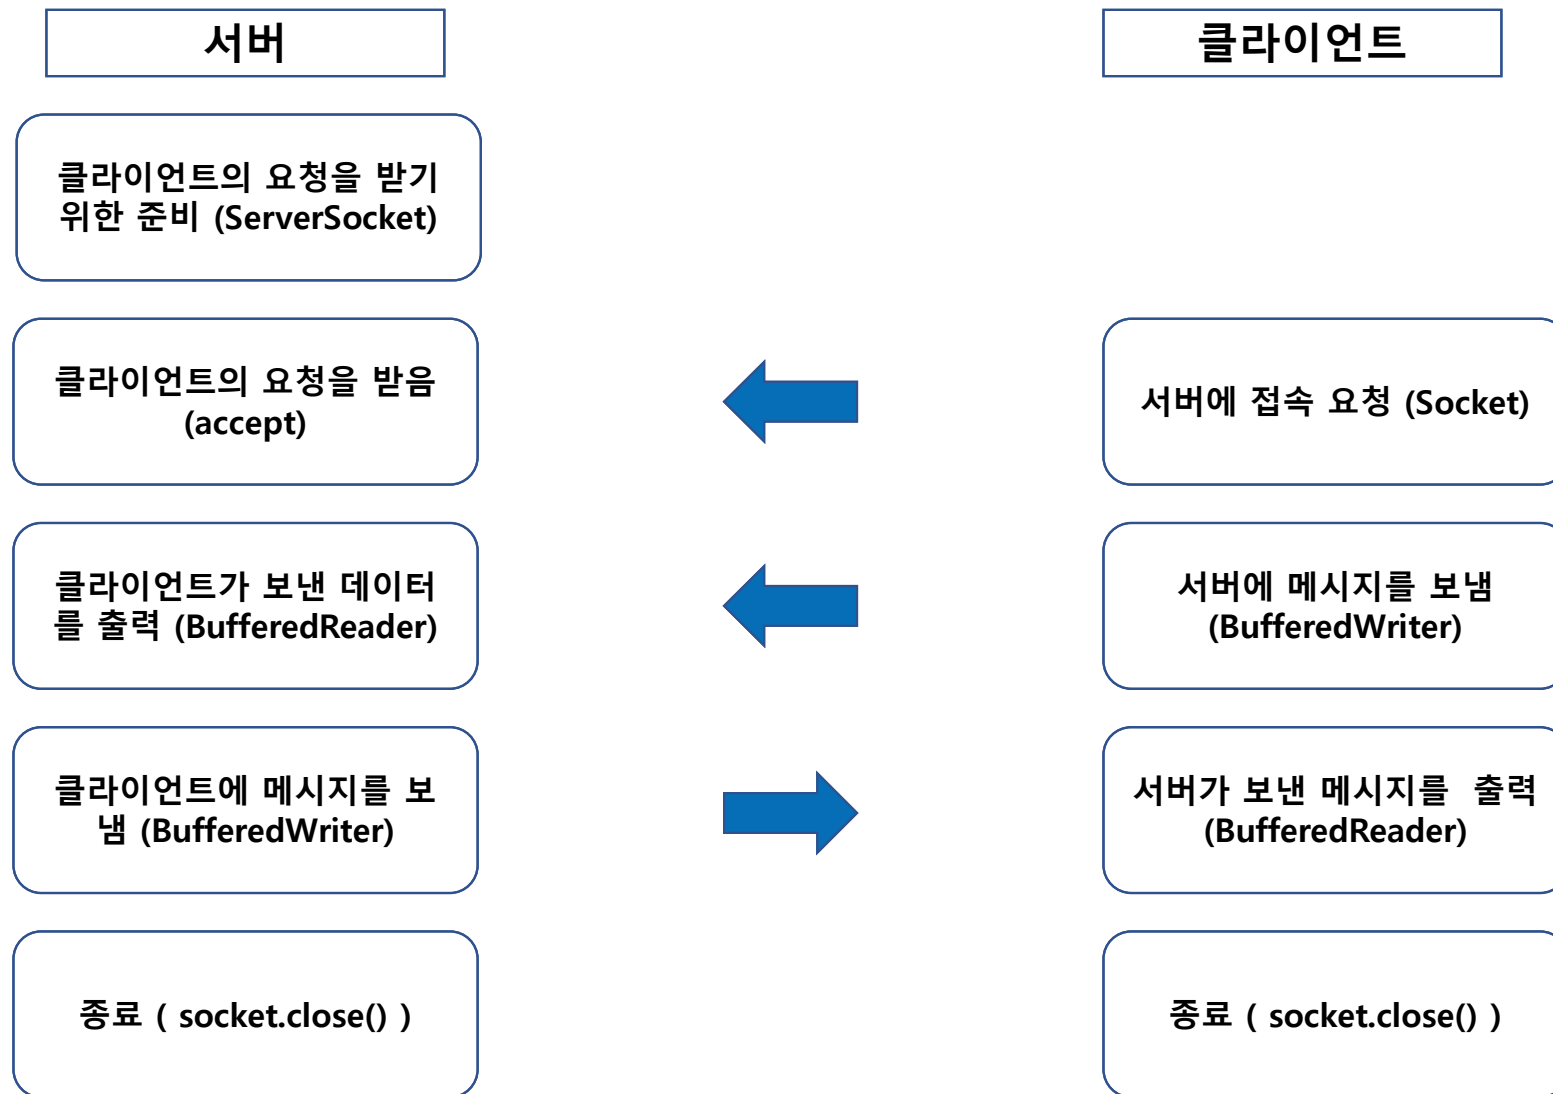 서버
클라이언트
클라이언트의 요청을 받기
위한 준비 (ServerSocket)
클라이언트의 요청을 받음
(accept)
서버에 접속 요청 (Socket)
클라이언트가 보낸 데이터
를 출력 (BufferedReader)
서버에 메시지를 보냄
(BufferedWriter)
클라이언트에 메시지를 보
냄 (BufferedWriter)
서버가 보낸 메시지를  출력
(BufferedReader)
종료 ( socket.close() )
종료 ( socket.close() )